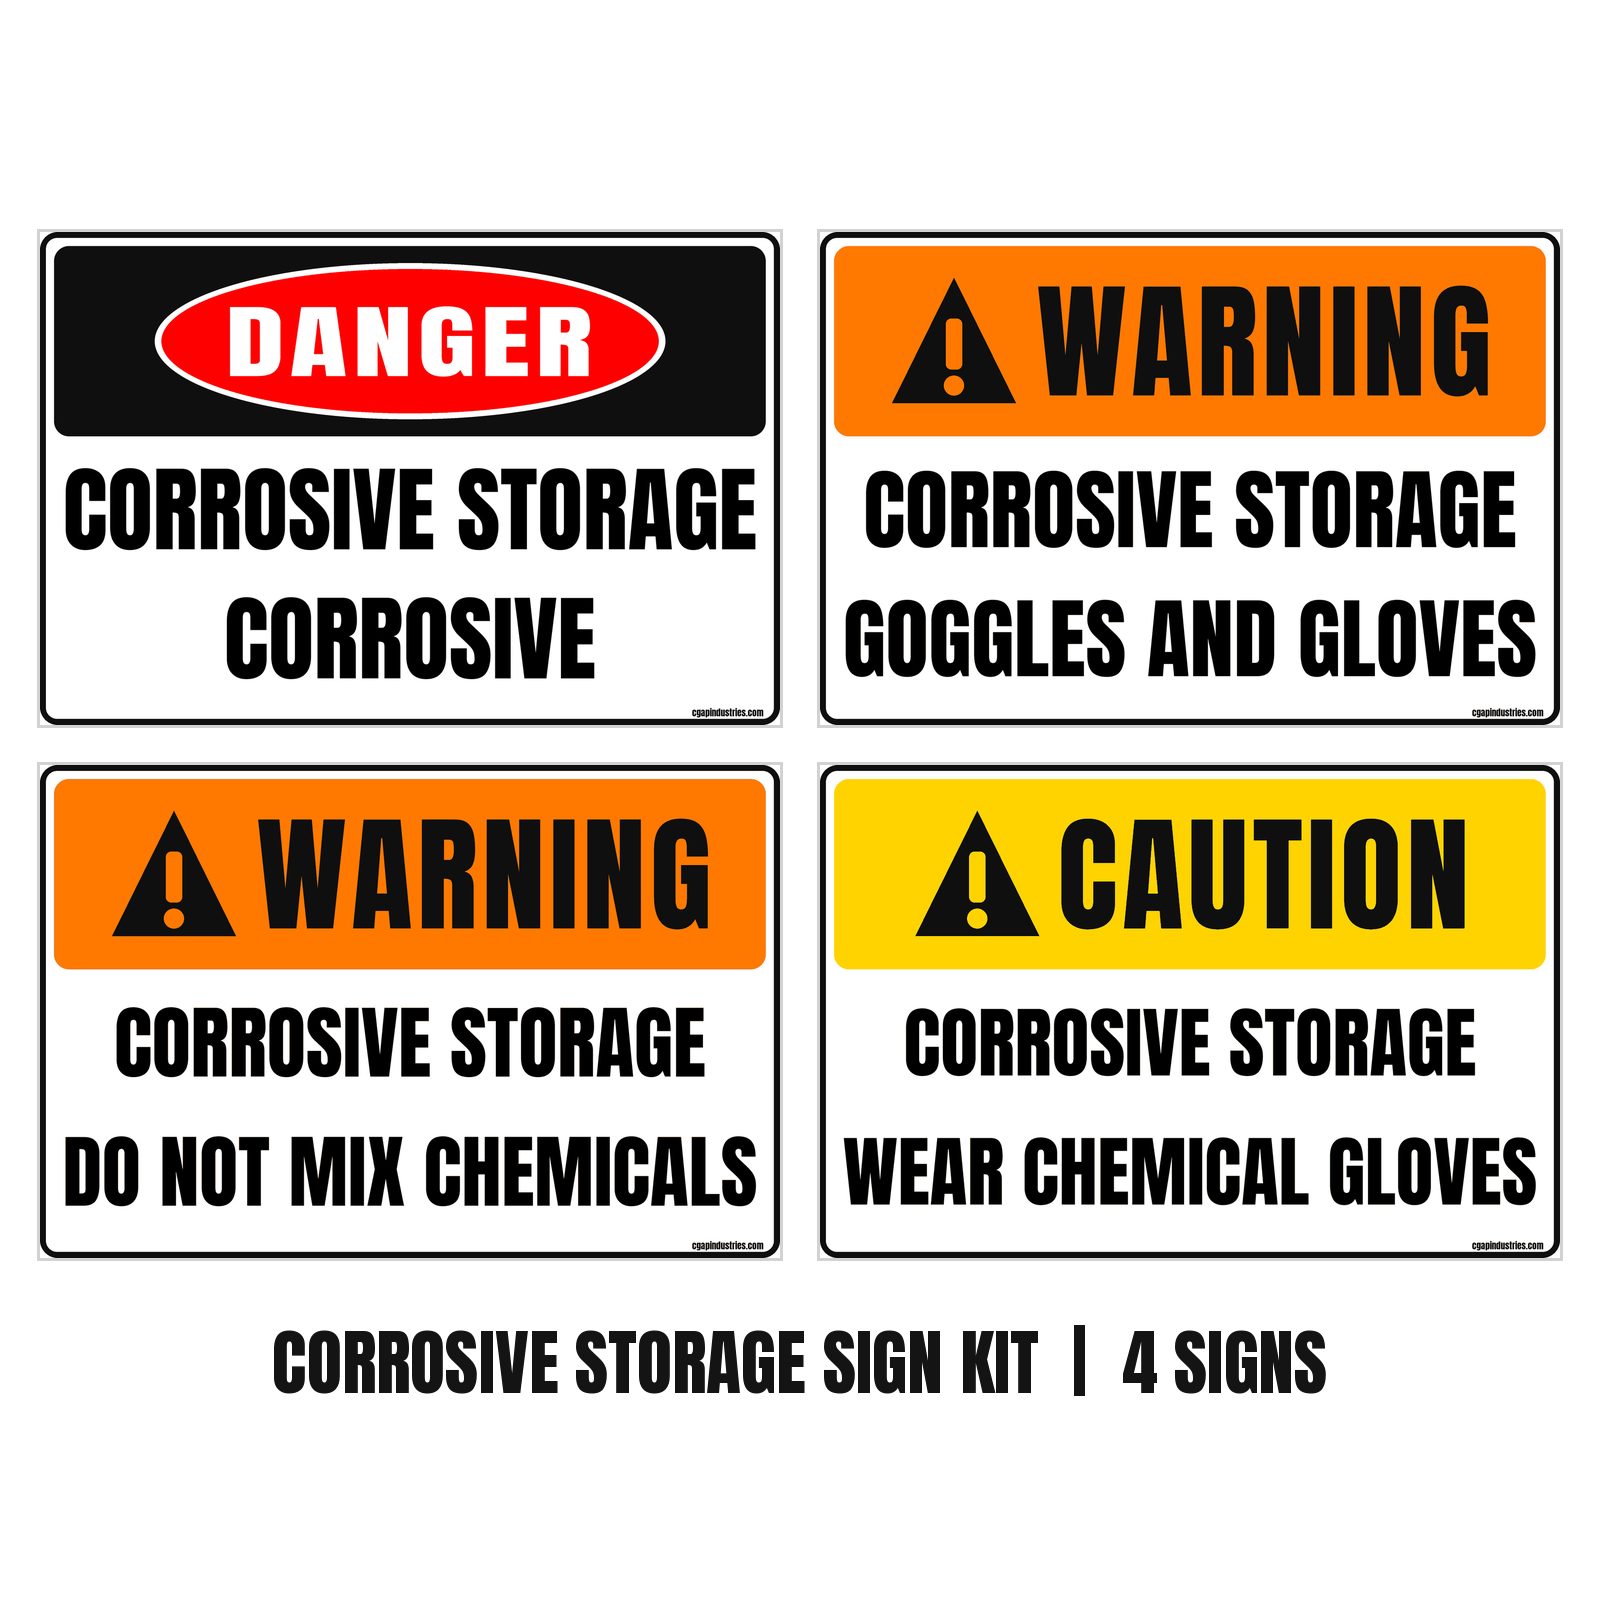 DANGER
CORROSIVE STORAGE
CORROSIVE
cgapindustries.com
WARNING
CORROSIVE STORAGE
GOGGLES AND GLOVES
cgapindustries.com
WARNING
CORROSIVE STORAGE
DO NOT MIX CHEMICALS
cgapindustries.com
CAUTION
CORROSIVE STORAGE
WEAR CHEMICAL GLOVES
cgapindustries.com
CORROSIVE STORAGE SIGN KIT | 4 SIGNS